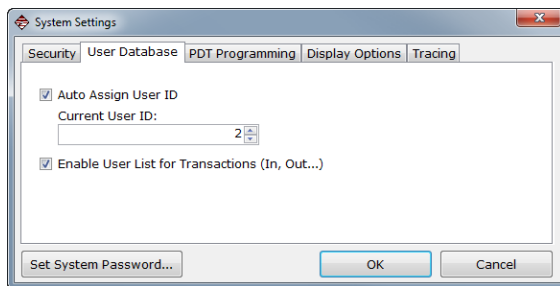 System Settings
Security User Database PDT Programming Display Options Tracing
Auto Assign User ID
Current User ID:
2
Enable User List for Transactions (In, Out...)
Set System Password... OK Cancel